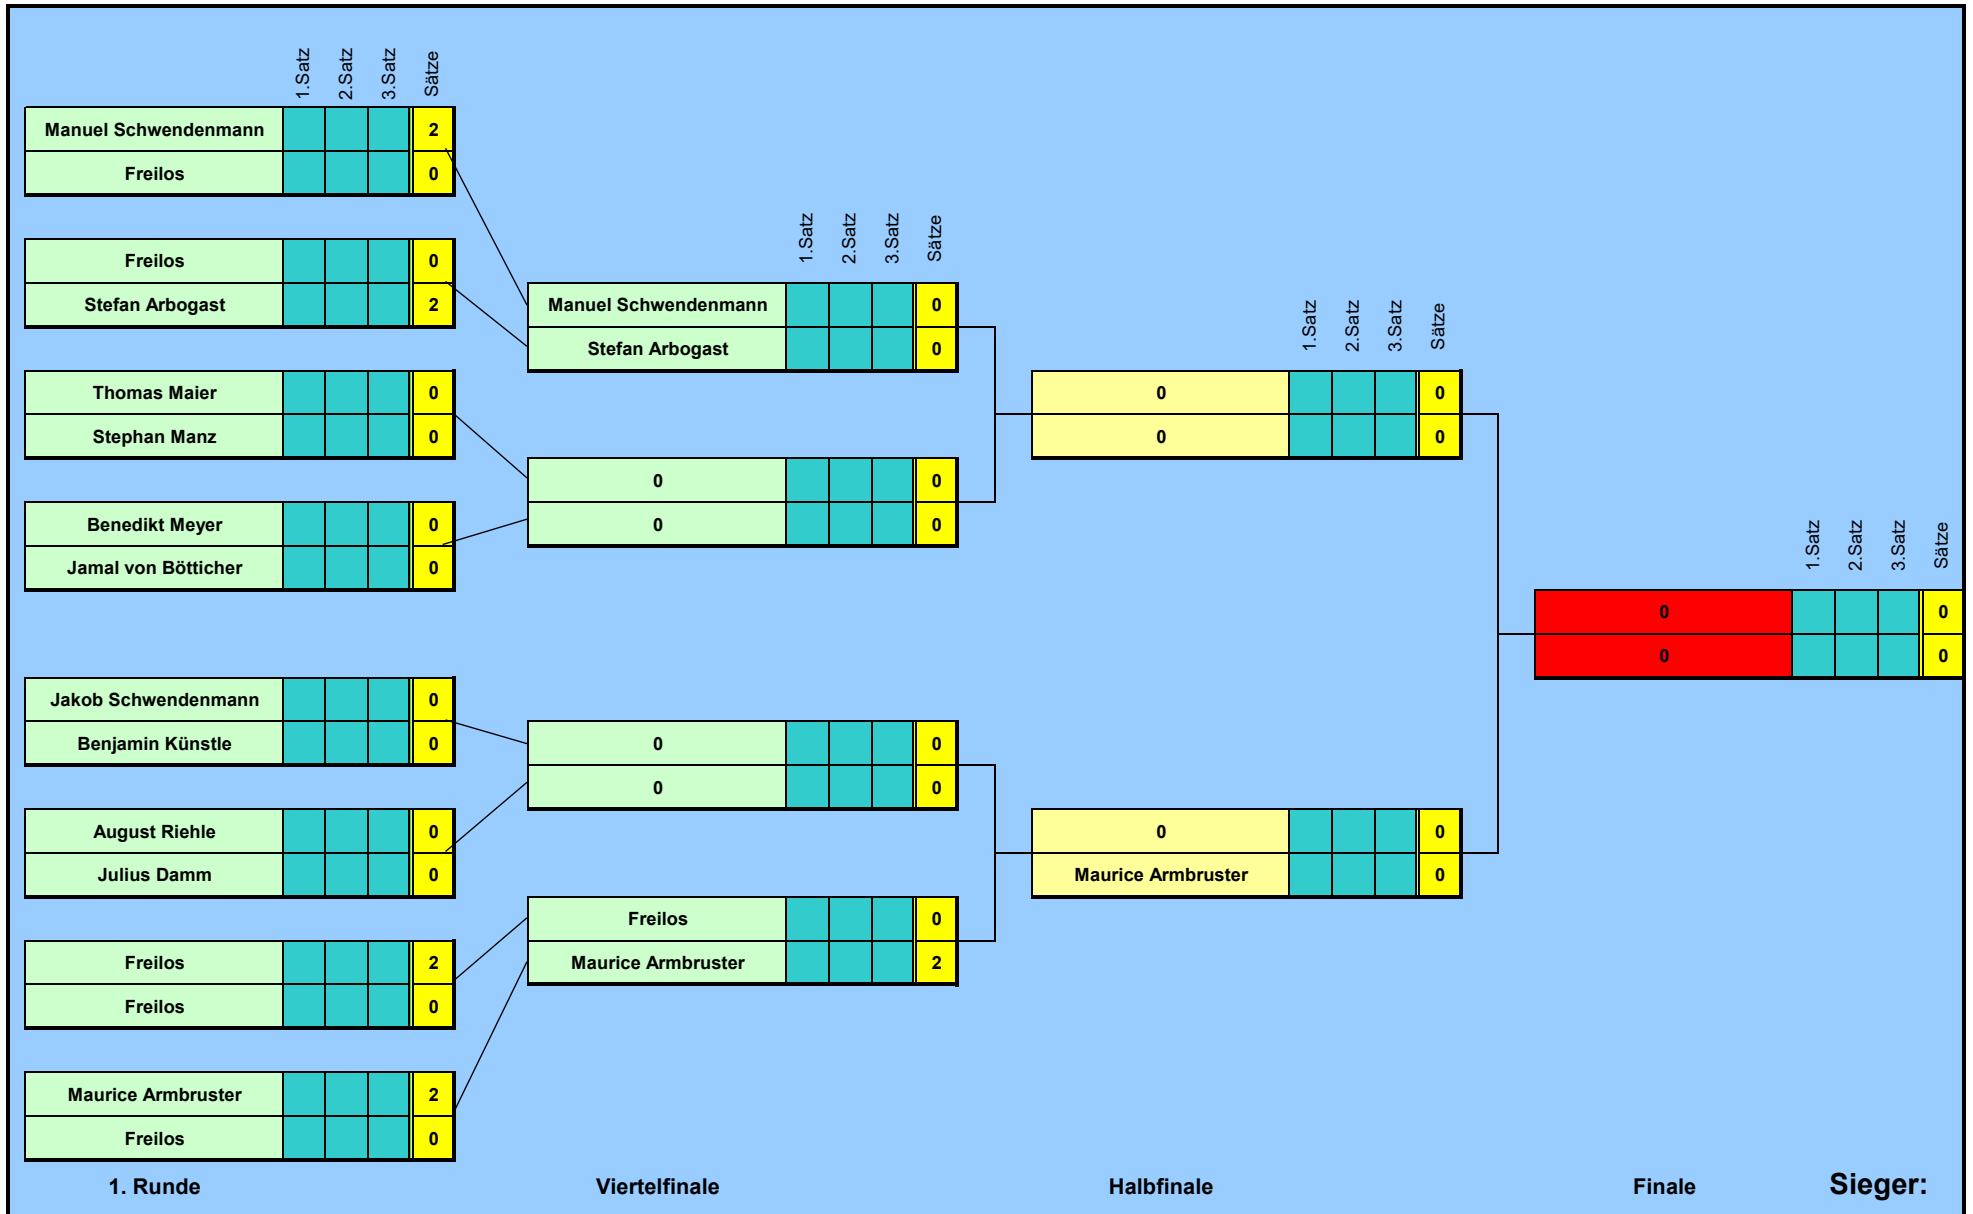 1.Satz 2.Satz 3.Satz Sätze
Manuel Schwendenmann 2
Freilos 0
Freilos 0
Stefan Arbogast 2
Thomas Maier 0
Stephan Manz 0
Benedikt Meyer 0
Jamal von Bötticher 0
Jakob Schwendenmann 0
Benjamin Künstle 0
August Riehle 0
Julius Damm 0
Freilos 2
Freilos 0
Maurice Armbruster 2
Freilos 0
1. Runde
1.Satz 2.Satz 3.Satz Sätze
Manuel Schwendenmann 0
Stefan Arbogast 0
0 0
0 0
0 0
0 0
Freilos 0
Maurice Armbruster 2
Viertelfinale
1.Satz 2.Satz 3.Satz Sätze
0 0
0 0
0 0
Maurice Armbruster 0
Halbfinale
1.Satz 2.Satz 3.Satz Sätze
0 0
0 0
Finale
Sieger: